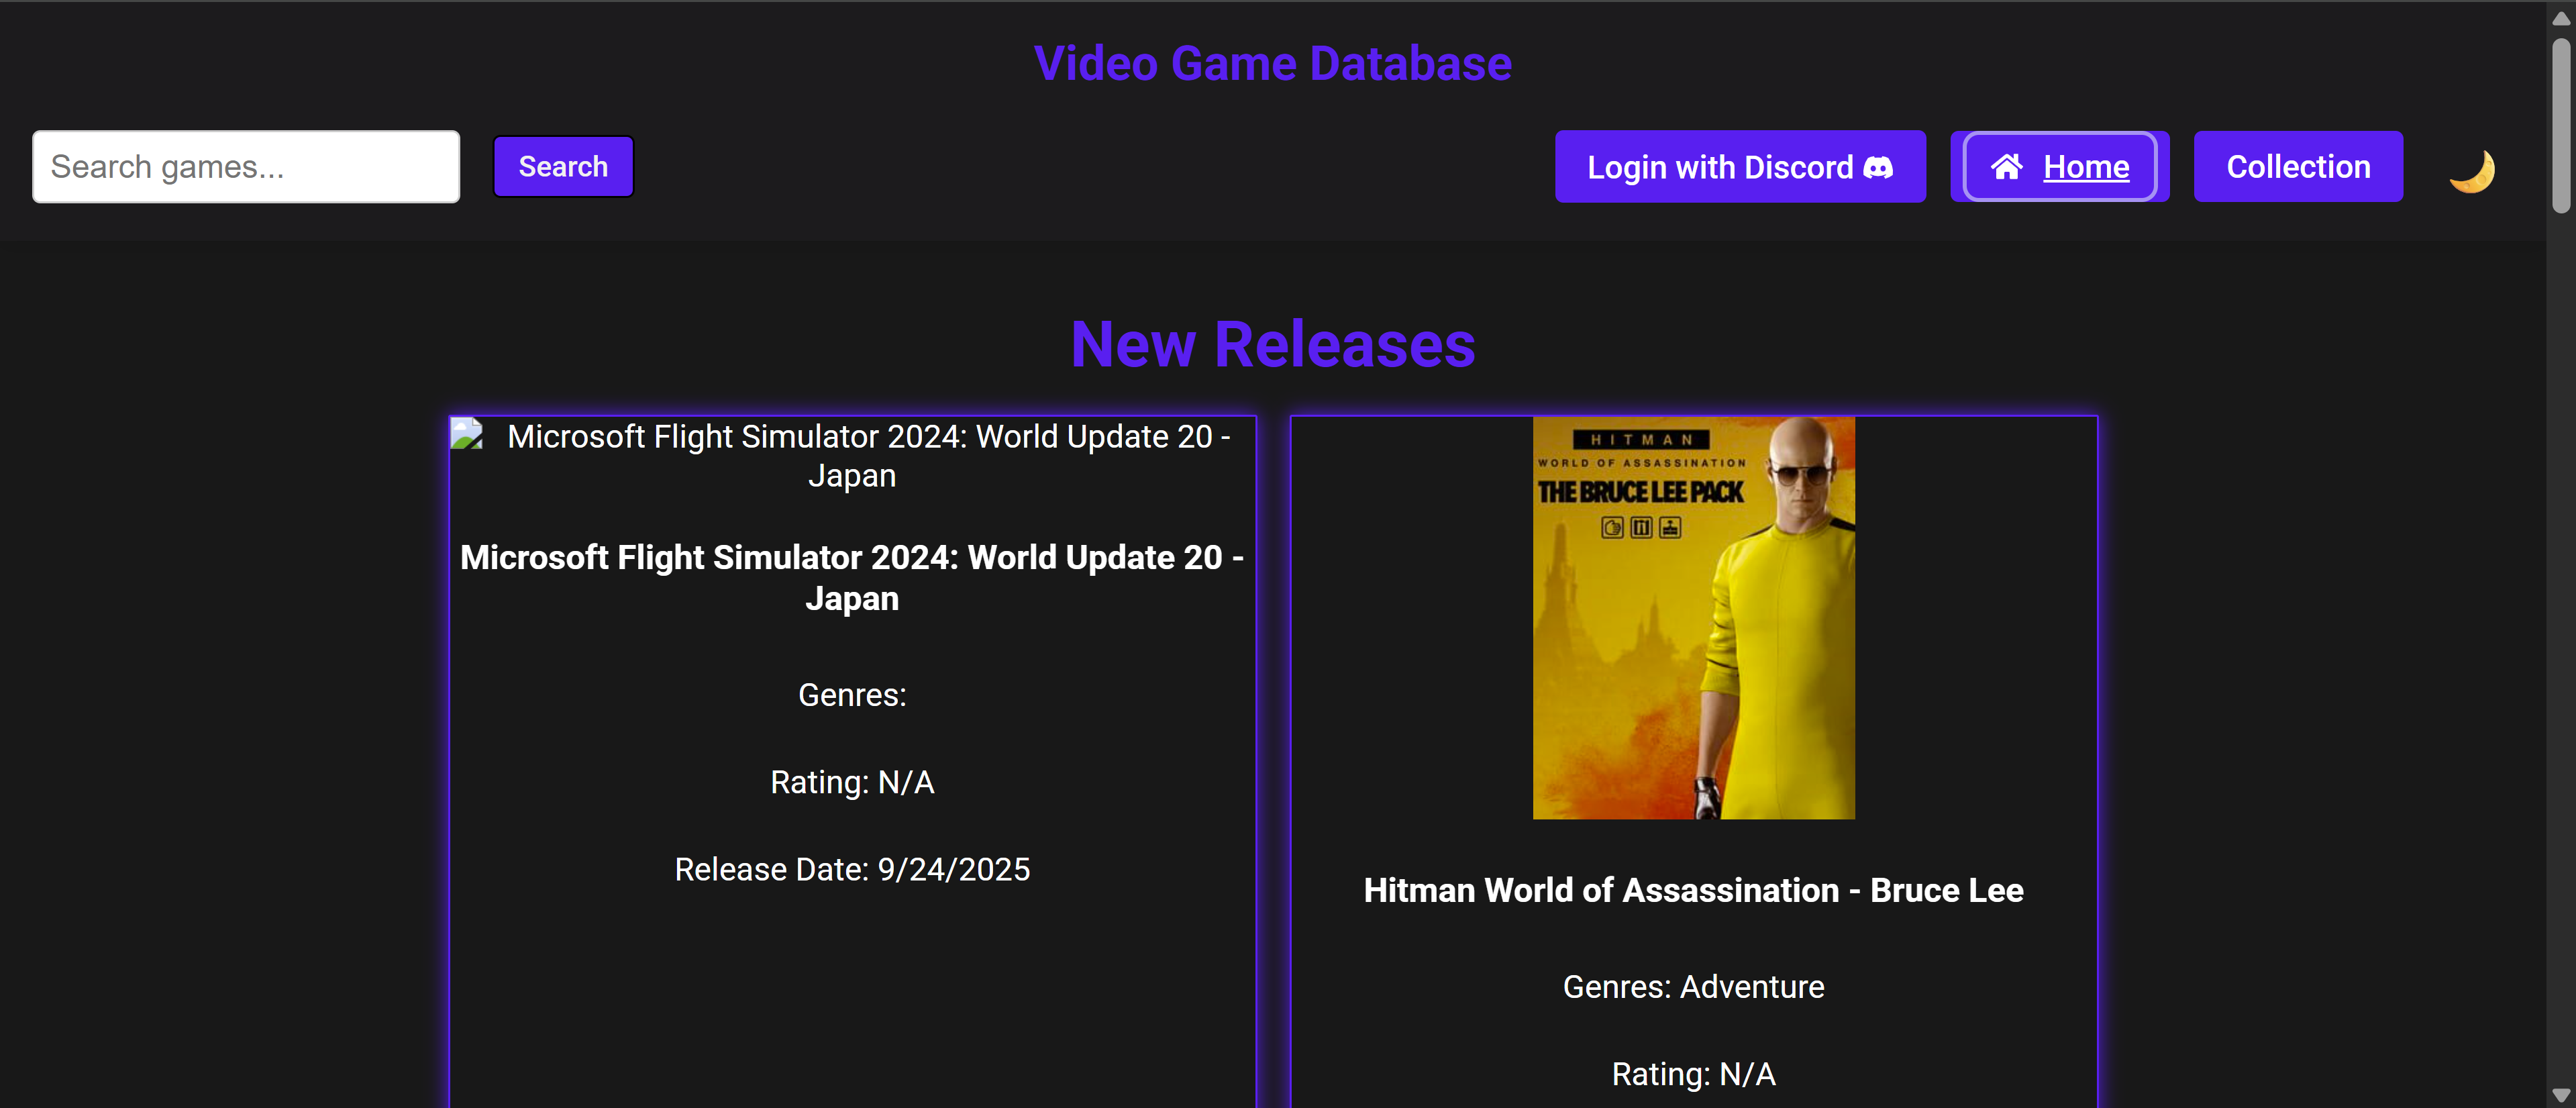 Video Game Database
Search games...
Search
Login with Discord
Home
Collection
New Releases
Microsoft Flight Simulator 2024: World Update 20 -
Japan
Microsoft Flight Simulator 2024: World Update 20 -
Japan
Genres:
Rating: N/A
Release Date: 9/24/2025
HITMAN
WORLD OF ASSASSINATION
THE BRUCE LEE PACK
Hitman World of Assassination - Bruce Lee
Genres: Adventure
Rating: N/A